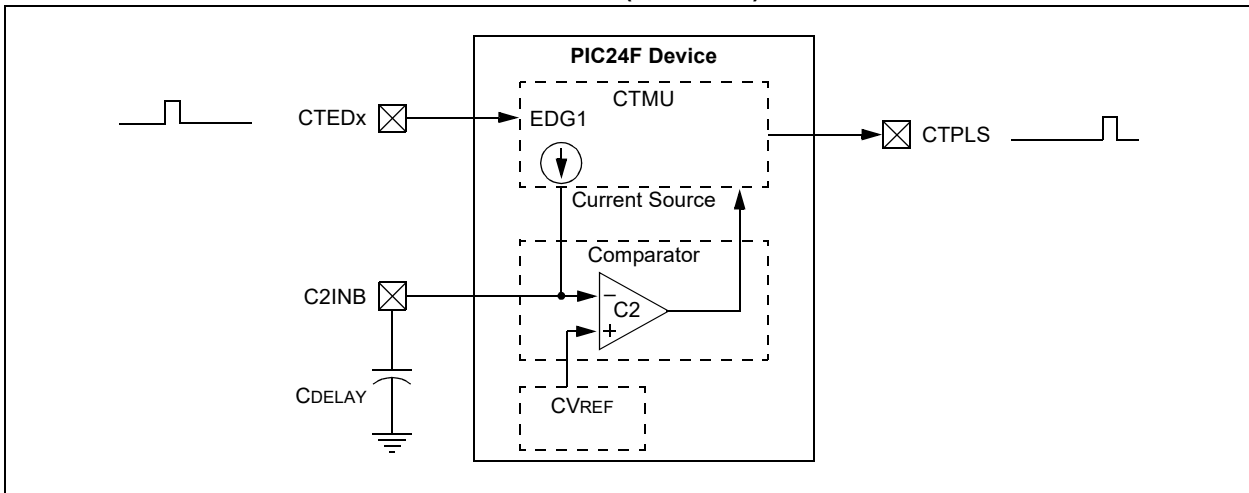 PIC24F Device
CTMU
CTEDx
EDG1
CTPLS
Current Source
Comparator
C2INB
–
C2
+
CDELAY
CVREF